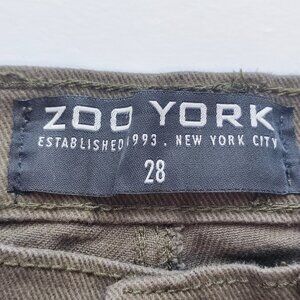 ZOO YORK
ESTABLISHED 1993 . NEW YORK CITY
28